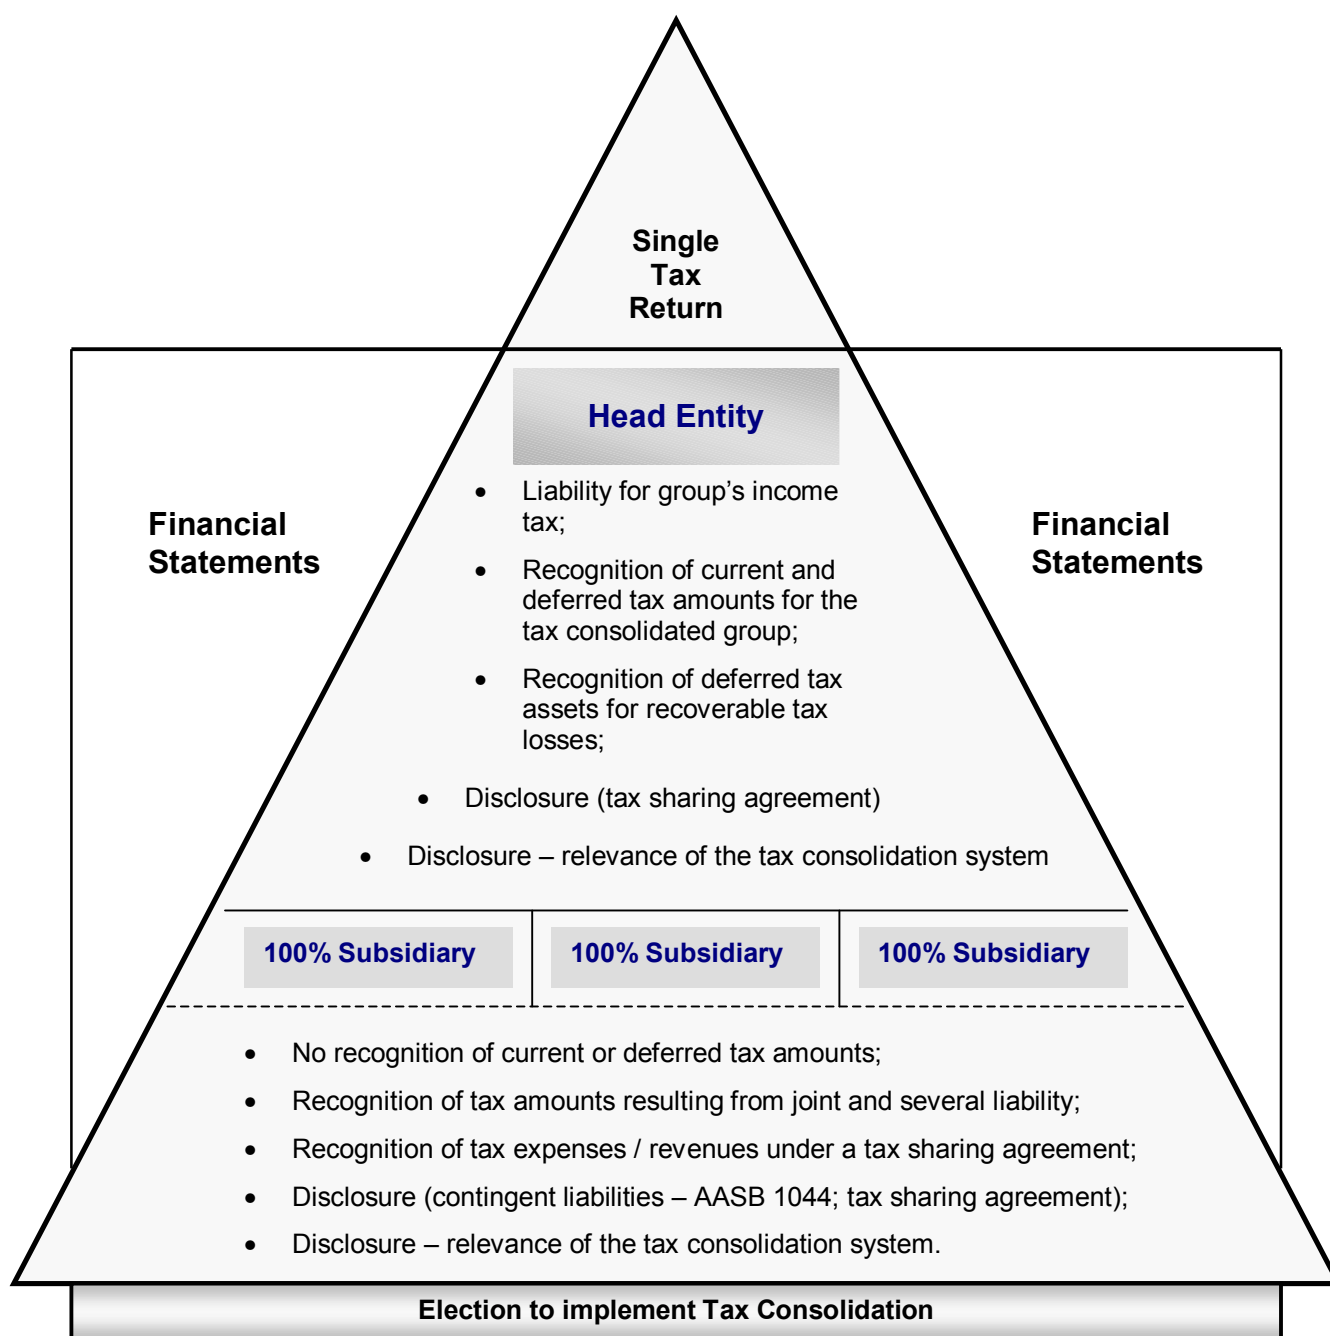 Single
Tax
Return
Head Entity
Financial
Statements
• Liability for group’s income
tax;
• Recognition of current and
deferred tax amounts for the
tax consolidated group;
• Recognition of deferred tax
assets for recoverable tax
losses;
• Disclosure (tax sharing agreement)
• Disclosure – relevance of the tax consolidation system
Financial
Statements
100% Subsidiary
100% Subsidiary
100% Subsidiary
• No recognition of current or deferred tax amounts;
• Recognition of tax amounts resulting from joint and several liability;
• Recognition of tax expenses / revenues under a tax sharing agreement;
• Disclosure (contingent liabilities – AASB 1044; tax sharing agreement);
• Disclosure – relevance of the tax consolidation system.
Election to implement Tax Consolidation